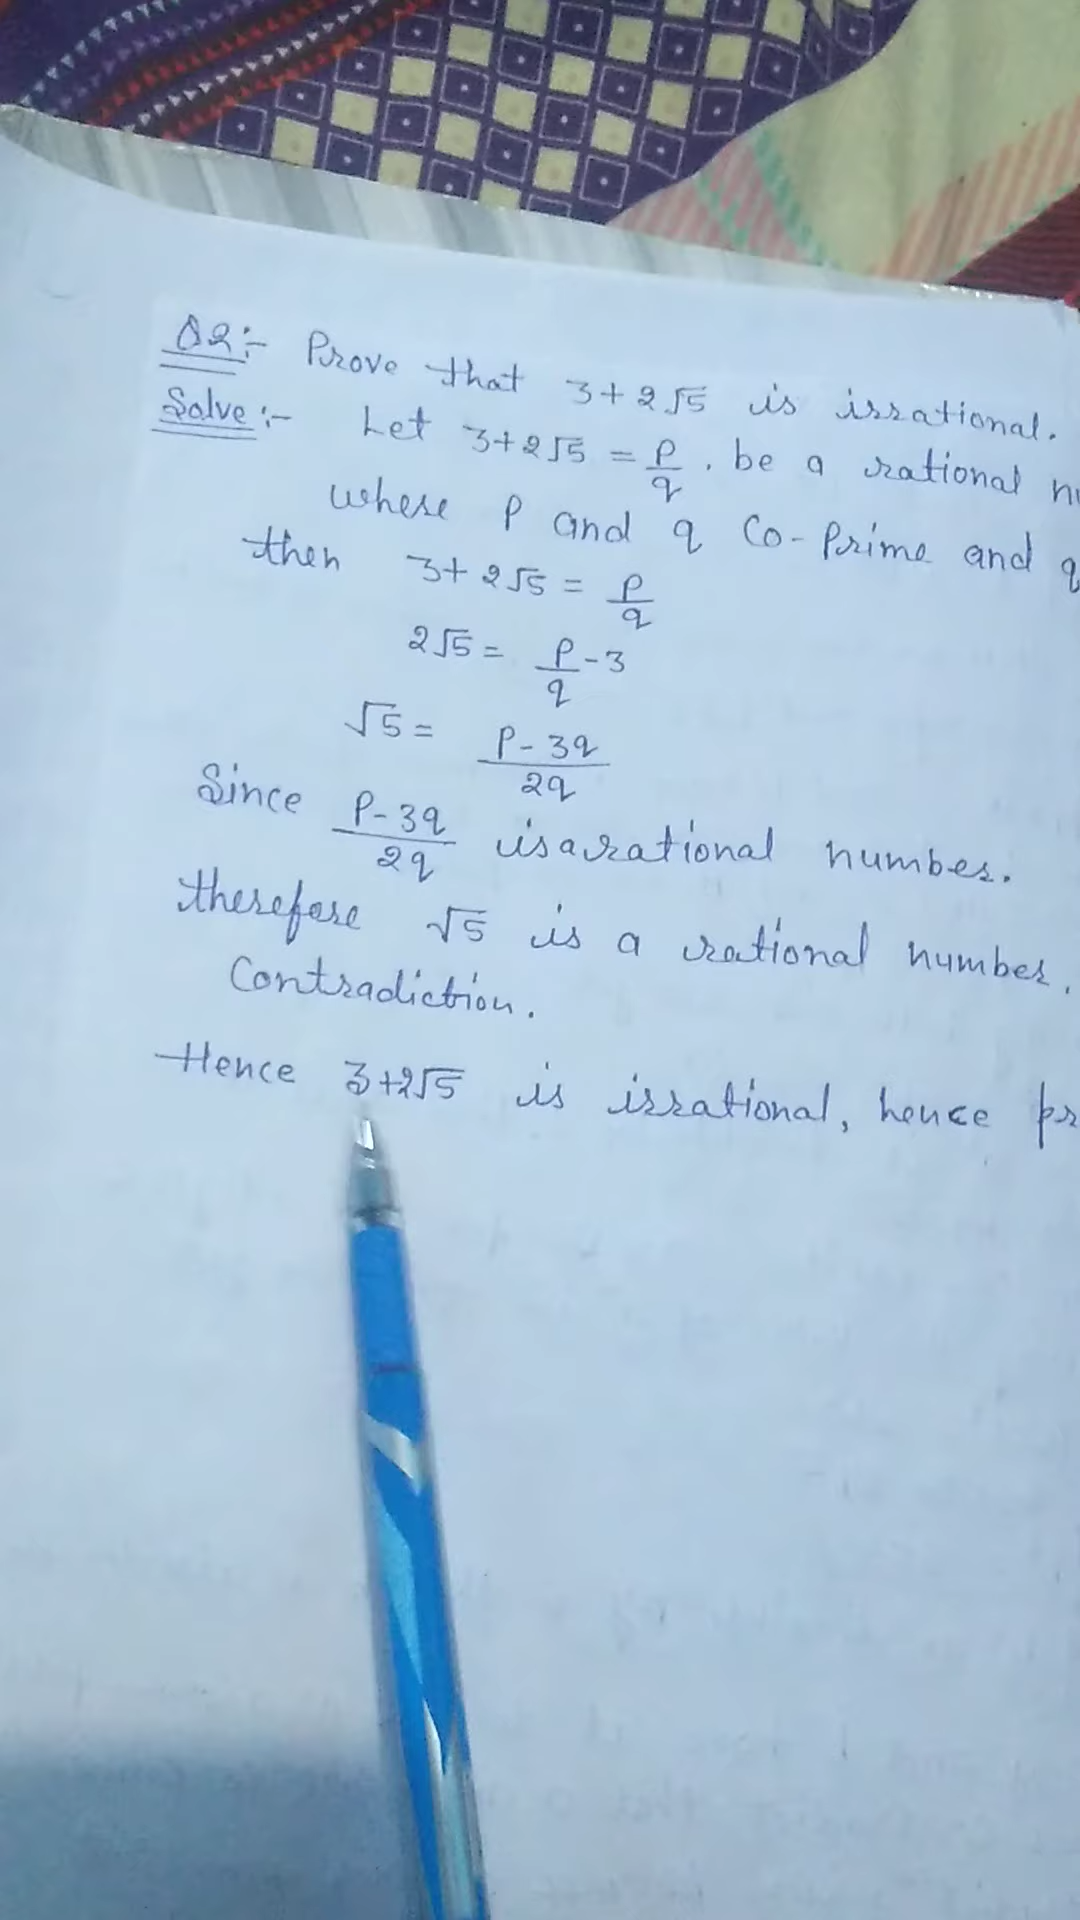 Q2:- Prove that 3+2√5 is irrational.
Solve:- Let 3+2√5 = p/q . be a rational
where p and q Co-Prime and q
then 3+2√5 = p/q
2√5 = p/q - 3
√5 = p-3q/2q
Since p-3q/2q is a rational number.
therefore √5 is a rational number.
Contradiction.
Hence 3+2√5 is irrational, hence